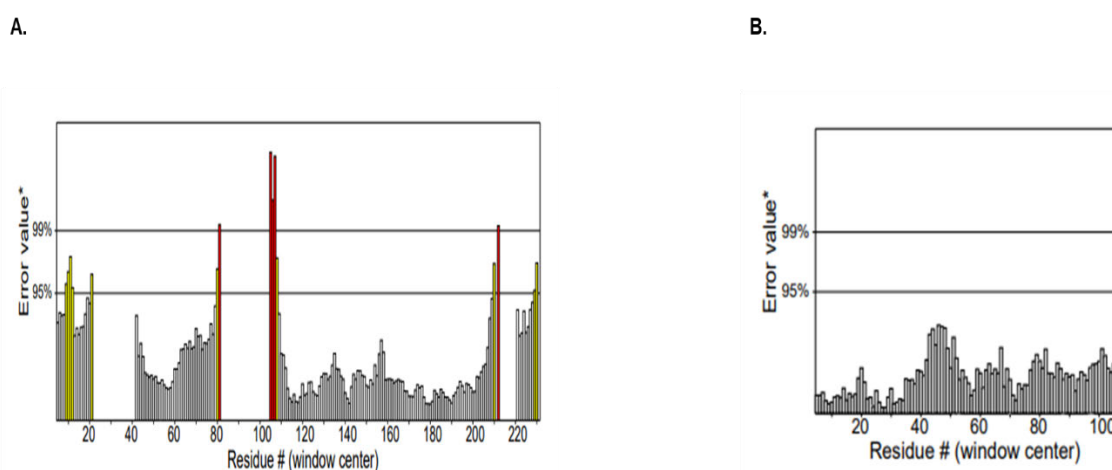 A.
B.
Error value*
99%
95%
20 40 60 80 100 120 140 160 180 200 220
Residue # (window center)
Error value*
99%
95%
20 40 60 80 100
Residue # (window center)